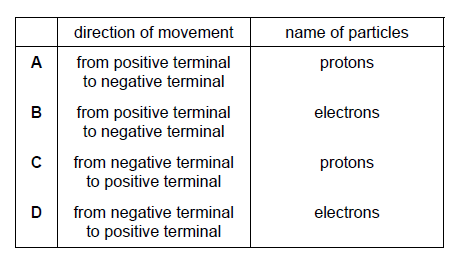 direction of movement name of particles
A from positive terminal protons
to negative terminal
B from positive terminal electrons
to negative terminal
C from negative terminal protons
to positive terminal
D from negative terminal electrons
to positive terminal